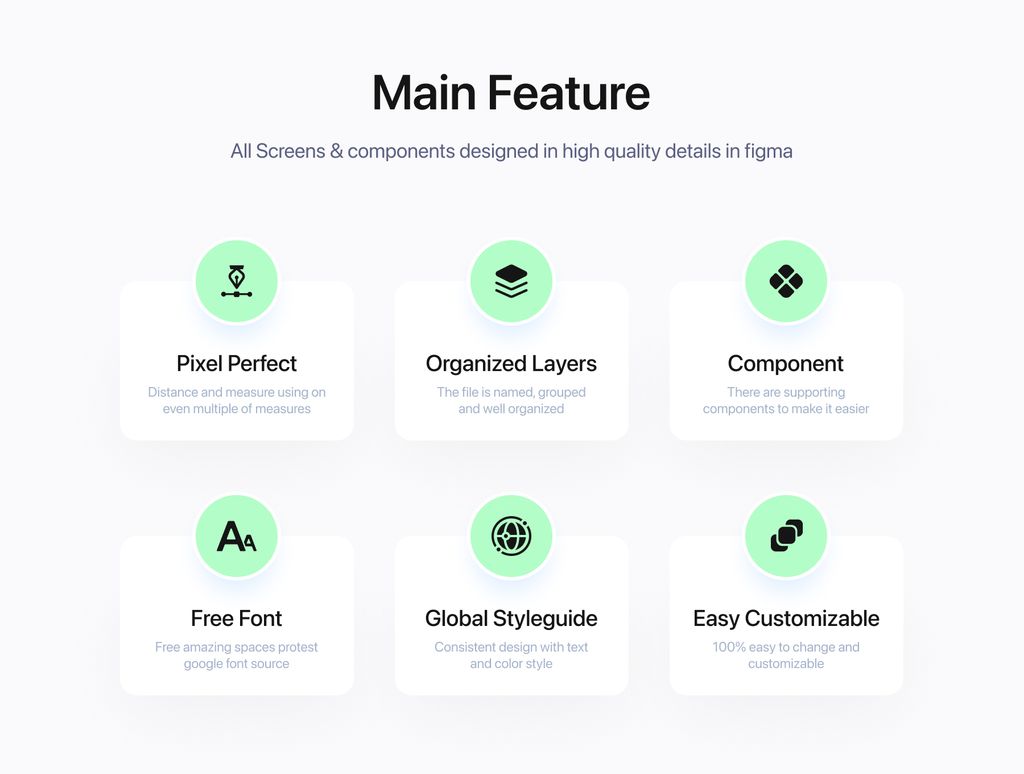 Main Feature
All Screens & components designed in high quality details in figma
Pixel Perfect
Distance and measure using on
even multiple of measures
Organized Layers
The file is named, grouped
and well organized
Component
There are supporting
components to make it easier
Free Font
Free amazing spaces protest
google font source
Global Styleguide
Consistent design with text
and color style
Easy Customizable
100% easy to change and
customizable